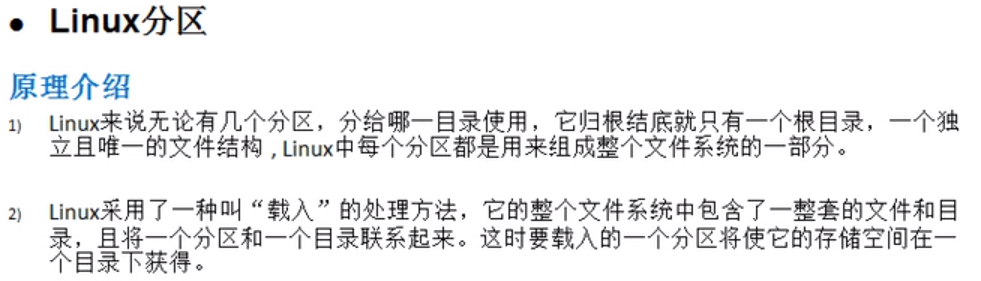 ● Linux分区
原理介绍
1) Linux来说无论有几个分区，分给哪一目录使用，它归根结底就只有一个根目录，一个独
立且唯一的文件结构 , Linux中每个分区都是用来组成整个文件系统的一部分。
2) Linux采用了一种叫“载入”的处理方法，它的整个文件系统中包含了一整套的文件和目
录，且将一个分区和一个目录联系起来。这时要载入的一个分区将使它的存储空间在一
个目录下获得。